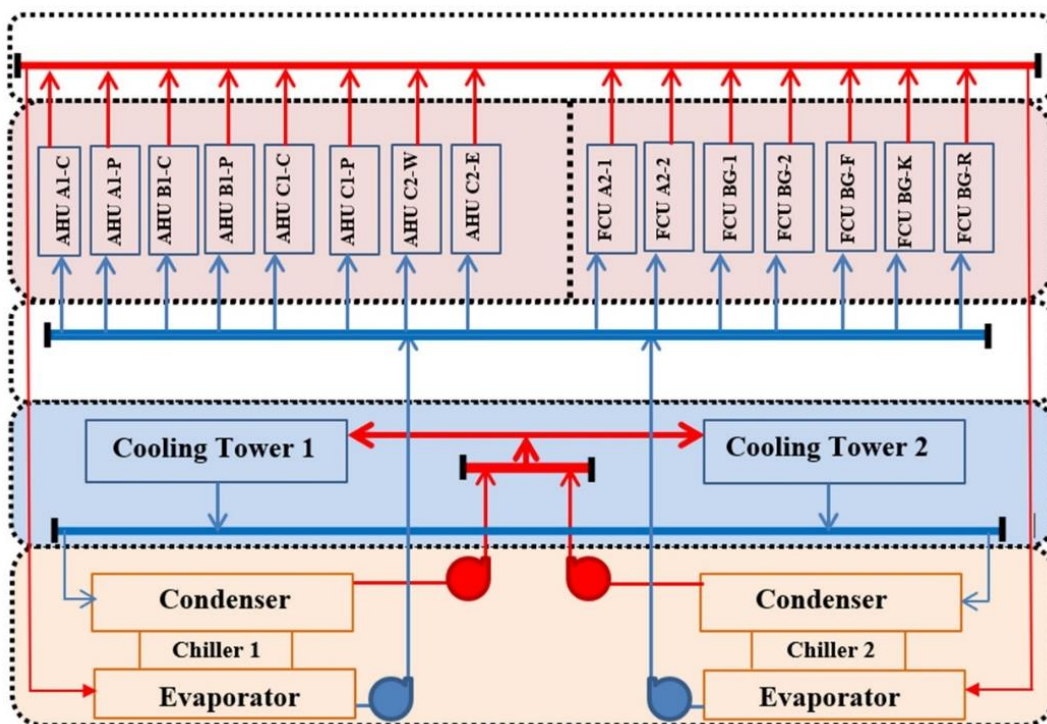 AHU A1-C
AHU A1-P
AHU B1-C
AHU B1-P
AHU C1-C
AHU C1-P
AHU C2-W
AHU C2-E
FCU A2-1
FCU A2-2
FCU BG-1
FCU BG-2
FCU BG-F
FCU BG-K
FCU BG-R
Cooling Tower 1
Cooling Tower 2
Condenser
Condenser
Chiller 1
Chiller 2
Evaporator
Evaporator